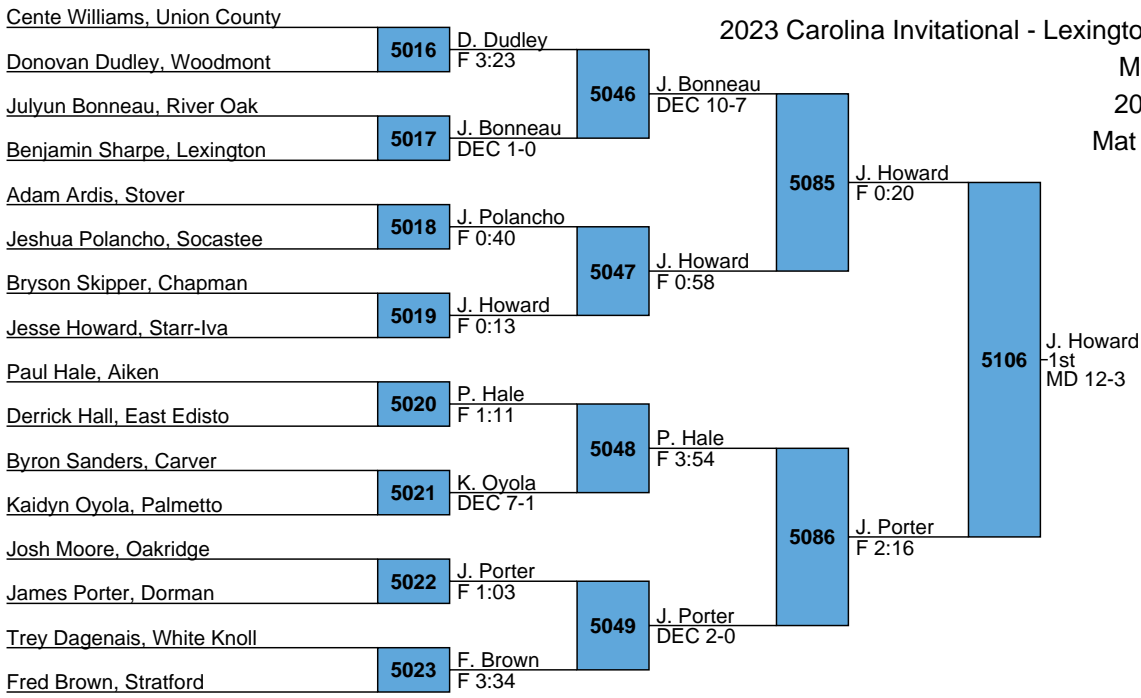 2023 Carolina Invitational - Lexingto
M
20
Mat
Cente Williams, Union County
Donovan Dudley, Woodmont
Julyun Bonneau, River Oak
Benjamin Sharpe, Lexington
Adam Ardis, Stover
Jeshua Polancho, Socastee
Bryson Skipper, Chapman
Jesse Howard, Starr-Iva
Paul Hale, Aiken
Derrick Hall, East Edisto
Byron Sanders, Carver
Kaidyn Oyola, Palmetto
Josh Moore, Oakridge
James Porter, Dorman
Trey Dagenais, White Knoll
Fred Brown, Stratford
5016
D. Dudley
F 3:23
5017
J. Bonneau
DEC 1-0
5018
J. Polancho
F 0:40
5019
J. Howard
F 0:13
5020
P. Hale
F 1:11
5021
K. Oyola
DEC 7-1
5022
J. Porter
F 1:03
5023
F. Brown
F 3:34
5046
J. Bonneau
DEC 10-7
5047
J. Howard
F 0:58
5048
P. Hale
F 3:54
5049
J. Porter
DEC 2-0
5085
J. Howard
F 0:20
5086
J. Porter
F 2:16
5106
J. Howard
1st
MD 12-3